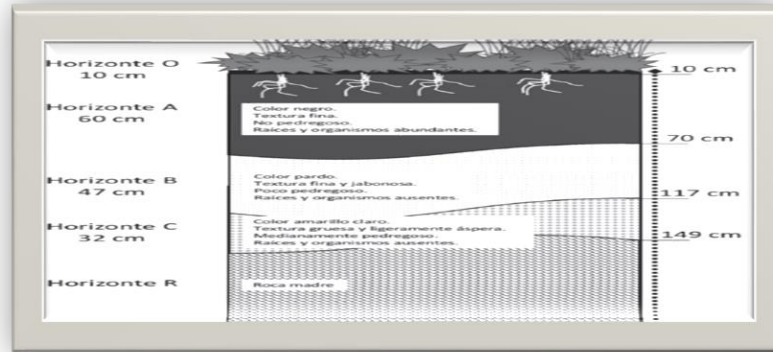 Horizonte O
10 cm
10 cm
Horizonte A
60 cm
Color negro.
Textura fina.
No pedregoso.
Raíces y organismos abundantes.
70 cm
Horizonte B
47 cm
Color pardo.
Textura fina y jabonosa.
Poco pedregoso.
Raíces y organismos ausentes.
117 cm
Horizonte C
32 cm
Color amarillo claro.
Textura gruesa y ligeramente áspera.
Medianamente pedregoso.
Raíces y organismos ausentes.
149 cm
Horizonte R
Roca madre